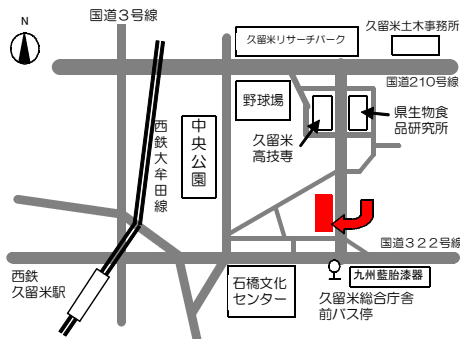 N
国道3号線
久留米リサーチパーク
久留米土木事務所
国道210号線
野球場
県生物食
品研究所
久留米
高技専
中央公園
西鉄大牟田線
国道322号線
西鉄
久留米駅
石橋文化
センター
九州藍胎漆器
久留米総合庁舎
前バス停